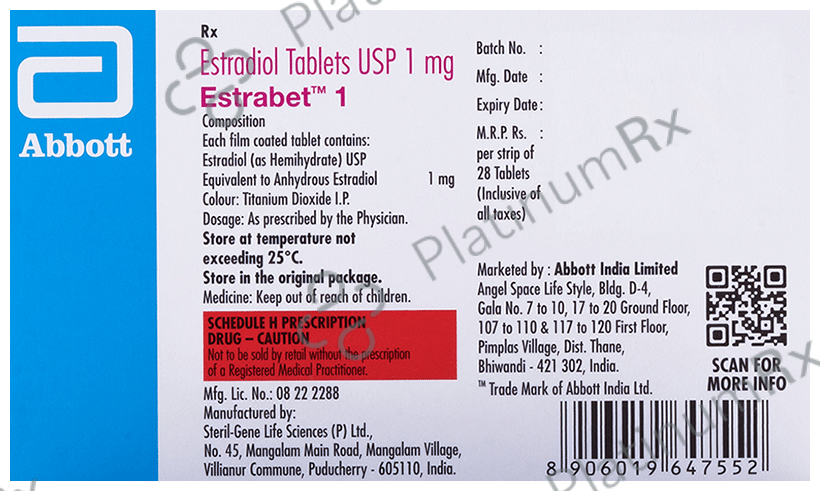 Abbott
Rx
Estradiol Tablets USP 1 mg
Estrabet™ 1
Composition
Each film coated tablet contains:
Estradiol (as Hemihydrate) USP
Equivalent to Anhydrous Estradiol 1 mg
Colour: Titanium Dioxide I.P.
Dosage: As prescribed by the Physician.
Store at temperature not
exceeding 25°C.
Store in the original package.
Medicine: Keep out of reach of children.
SCHEDULE H PRESCRIPTION
DRUG – CAUTION
Not to be sold by retail without the prescription
of a Registered Medical Practitioner.
Mfg. Lic. No.: 08 22 2288
Manufactured by:
Steril-Gene Life Sciences (P) Ltd.,
No. 45, Mangalam Main Road, Mangalam Village,
Villianur Commune, Puducherry - 605110, India.
Batch No. :
Mfg. Date :
Expiry Date :
M.R.P. Rs. :
per strip of
28 Tablets
(Inclusive of
all taxes)
Marketed by : Abbott India Limited
Angel Space Life Style, Bldg. D-4,
Gala No. 7 to 10, 17 to 20 Ground Floor,
107 to 110 & 117 to 120 First Floor,
Pimplas Village, Dist. Thane,
Bhiwandi - 421 302, India.
™ Trade Mark of Abbott India Ltd.
SCAN FOR
MORE INFO
8 906019 647552
PlatinumRx
PlatinumRx
PlatinumRx